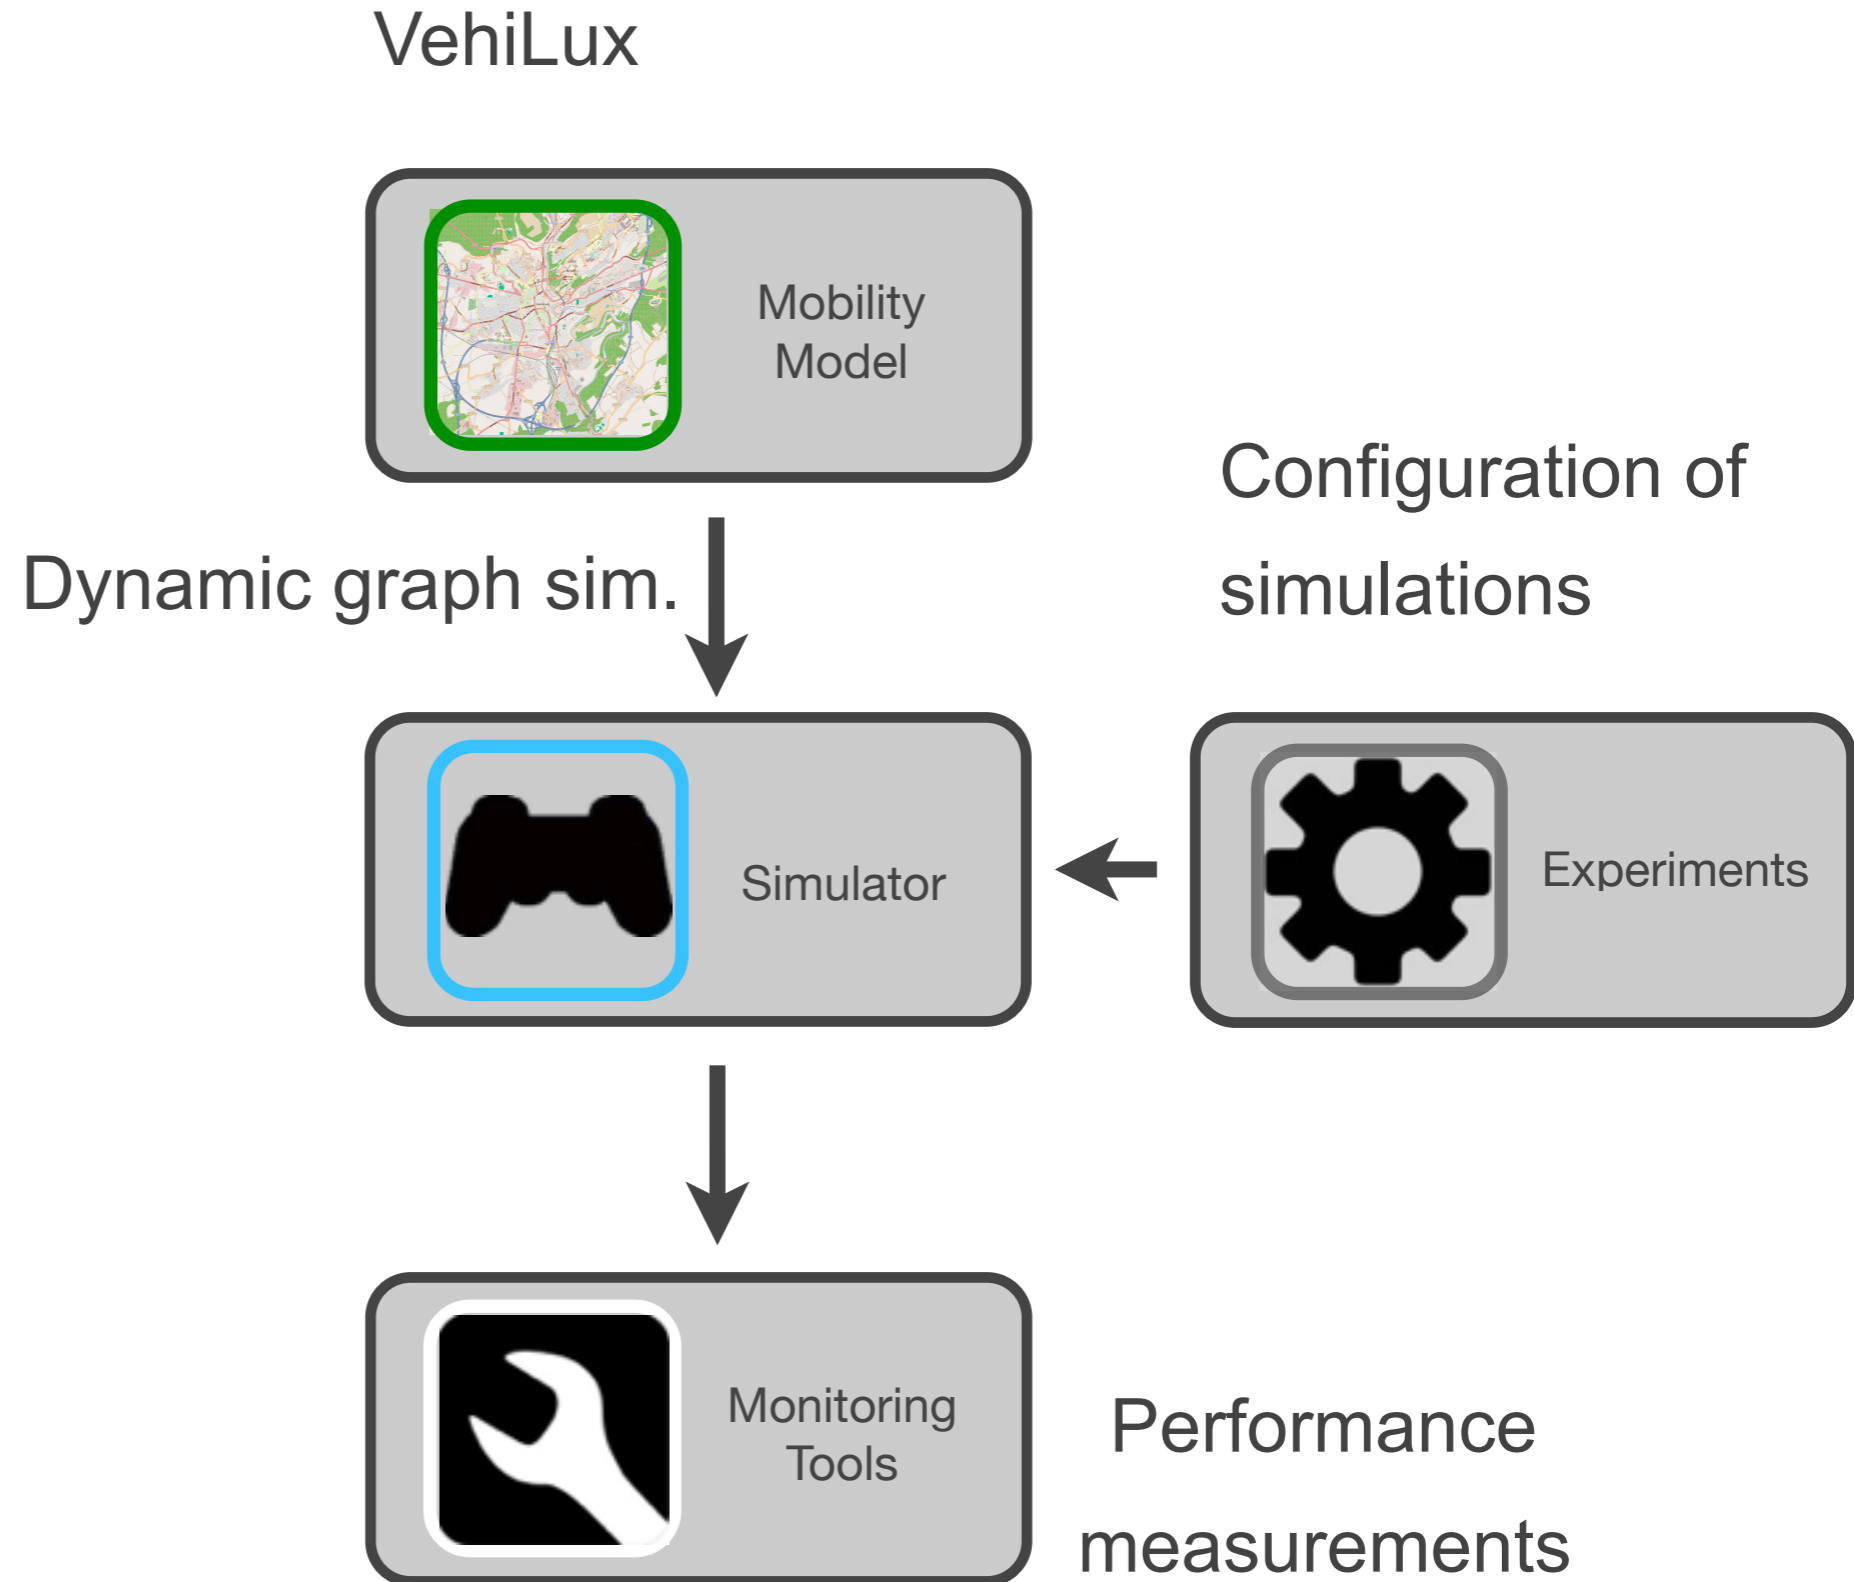 VehiLux
Mobility
Model
Configuration of
simulations
Dynamic graph sim.
Simulator
Experiments
Monitoring
Tools
Performance
measurements